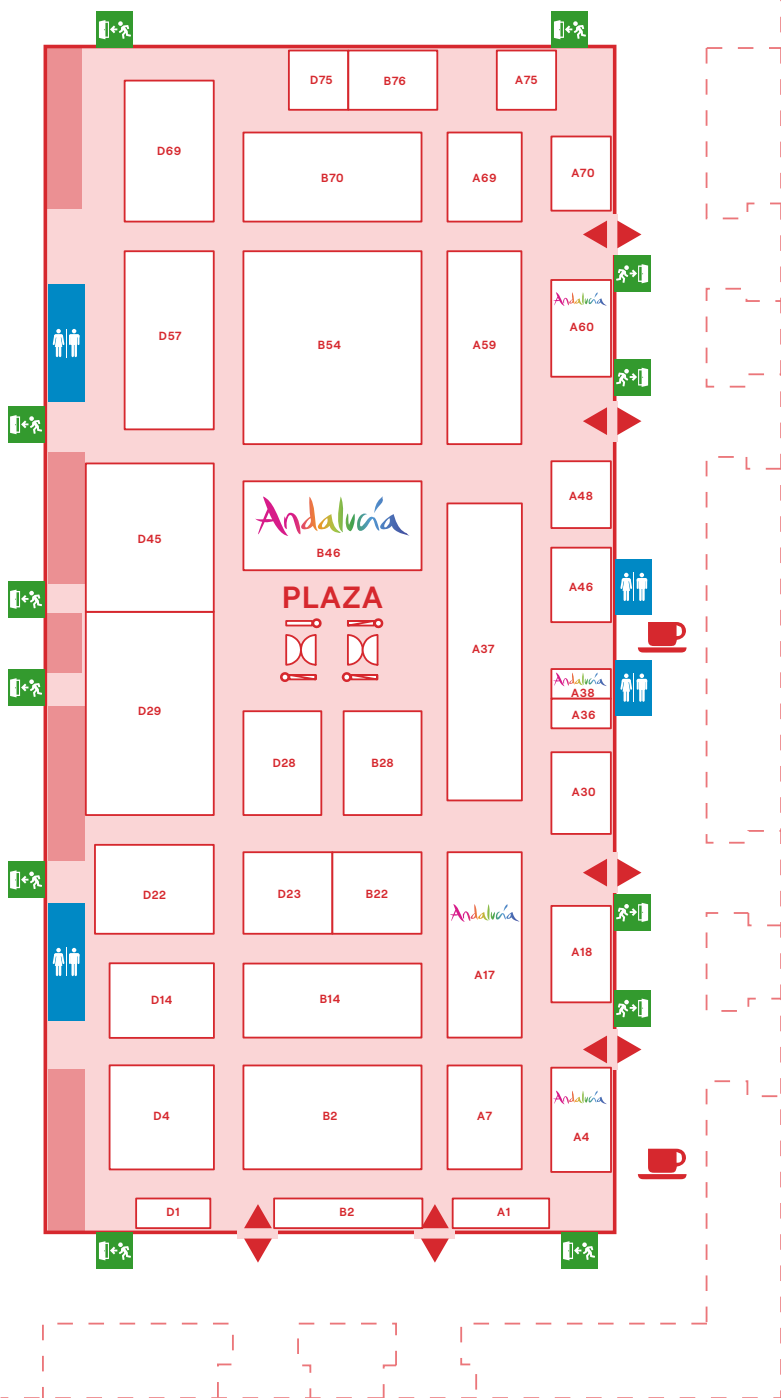 D75
B76
A75
D69
B70
A69
A70
Andalucía
A60
D57
B54
A59
A48
D45
Andalucía
B46
A46
PLAZA
A37
Andalucía
A38
A36
D29
D28
B28
A30
D22
D23
B22
Andalucía
A17
A18
D14
B14
Andalucía
D4
B2
A7
A4
D1
B2
A1